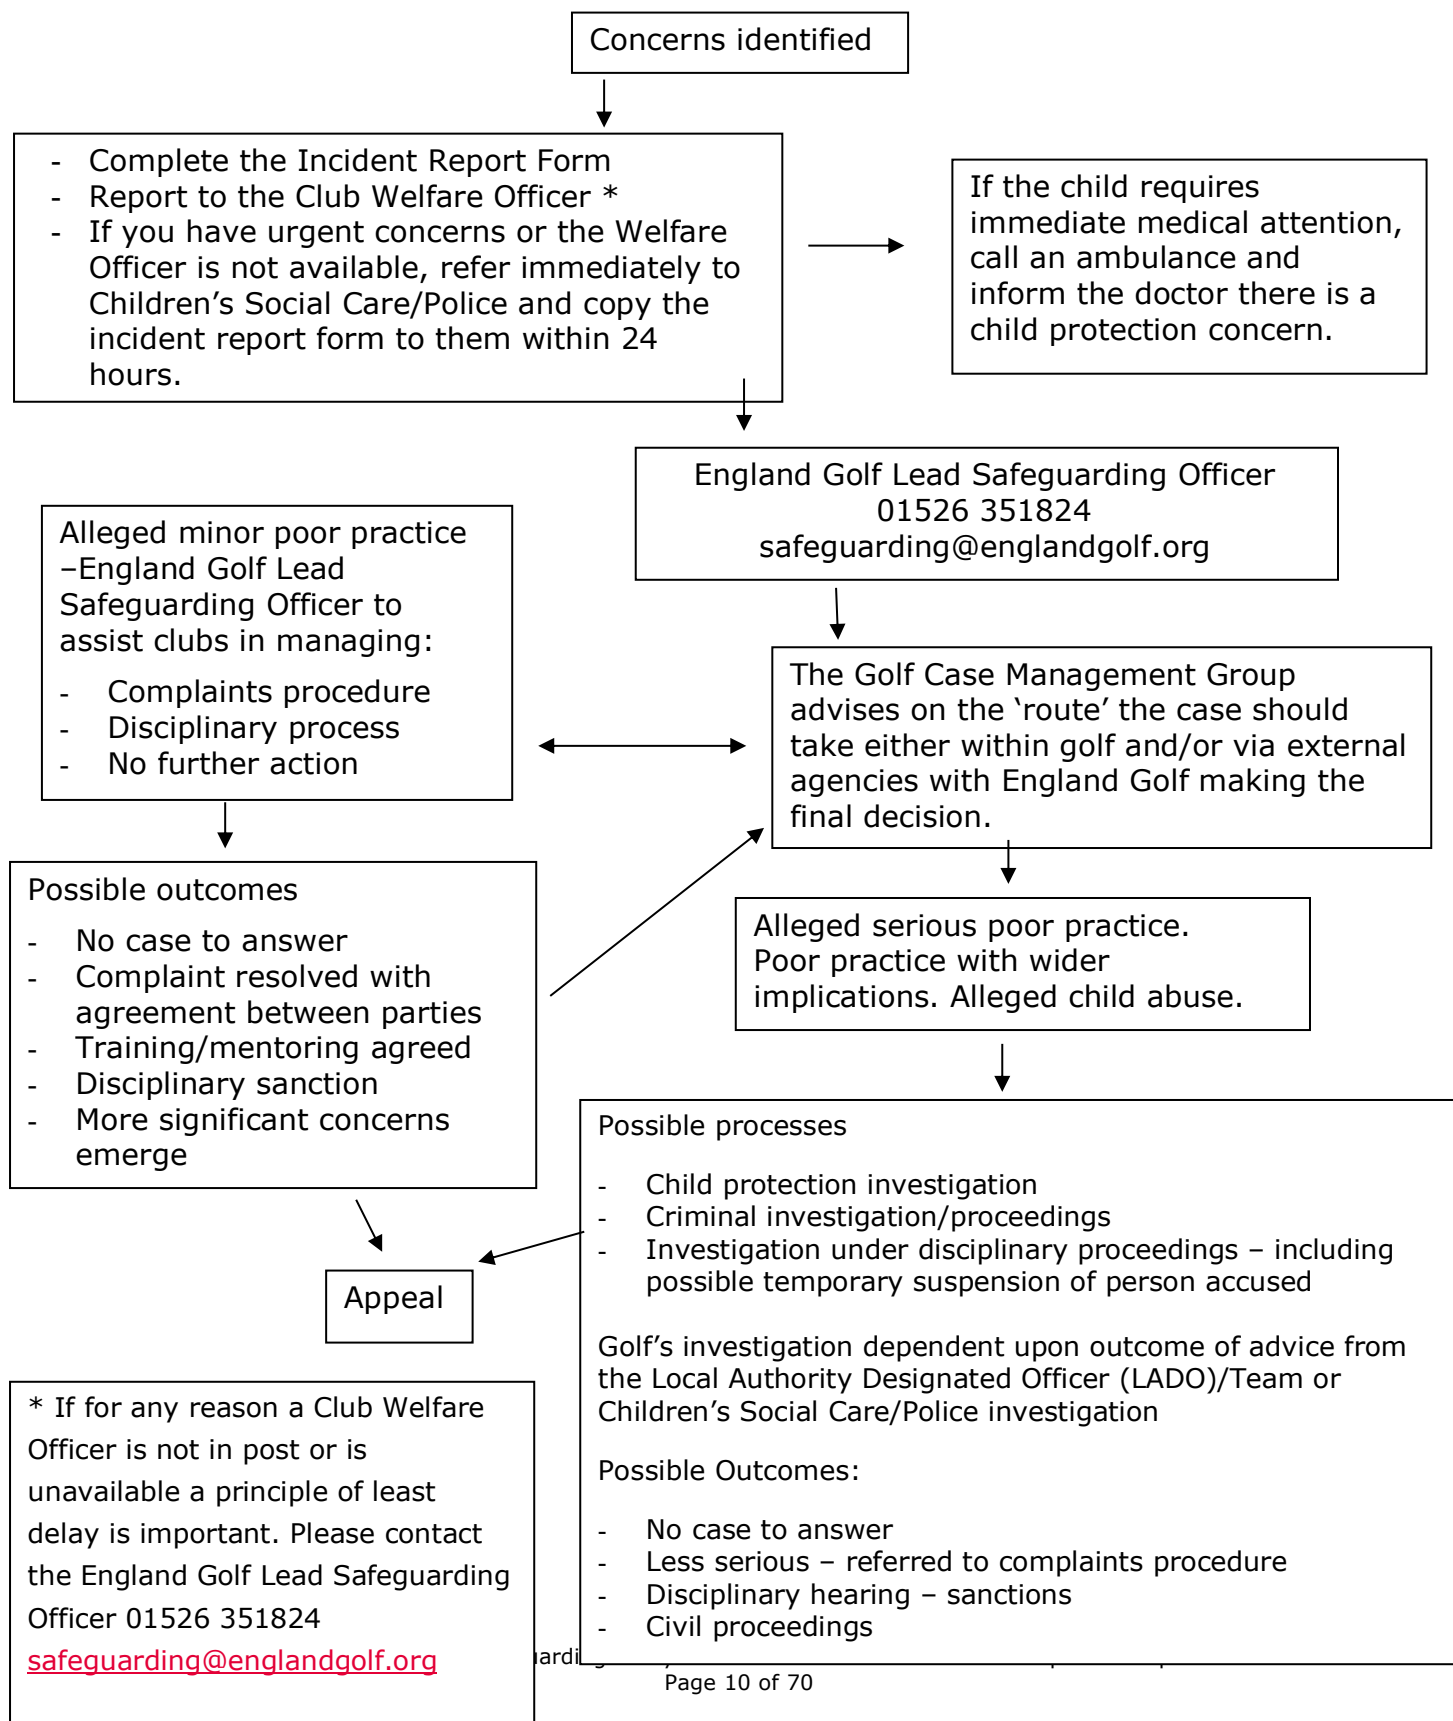 Concerns identified
- Complete the Incident Report Form
- Report to the Club Welfare Officer *
- If you have urgent concerns or the Welfare
Officer is not available, refer immediately to
Children’s Social Care/Police and copy the
incident report form to them within 24
hours.
If the child requires
immediate medical attention,
call an ambulance and
inform the doctor there is a
child protection concern.
England Golf Lead Safeguarding Officer
01526 351824
safeguarding@englandgolf.org
Alleged minor poor practice
–England Golf Lead
Safeguarding Officer to
assist clubs in managing:
- Complaints procedure
- Disciplinary process
- No further action
The Golf Case Management Group
advises on the ‘route’ the case should
take either within golf and/or via external
agencies with England Golf making the
final decision.
Possible outcomes
- No case to answer
- Complaint resolved with
agreement between parties
- Training/mentoring agreed
- Disciplinary sanction
- More significant concerns
emerge
Alleged serious poor practice.
Poor practice with wider
implications. Alleged child abuse.
Possible processes
- Child protection investigation
- Criminal investigation/proceedings
- Investigation under disciplinary proceedings – including
possible temporary suspension of person accused
Golf’s investigation dependent upon outcome of advice from
the Local Authority Designated Officer (LADO)/Team or
Children’s Social Care/Police investigation
Possible Outcomes:
- No case to answer
- Less serious – referred to complaints procedure
- Disciplinary hearing – sanctions
- Civil proceedings
Appeal
* If for any reason a Club Welfare
Officer is not in post or is
unavailable a principle of least
delay is important. Please contact
the England Golf Lead Safeguarding
Officer 01526 351824
safeguarding@englandgolf.org
Page 10 of 70